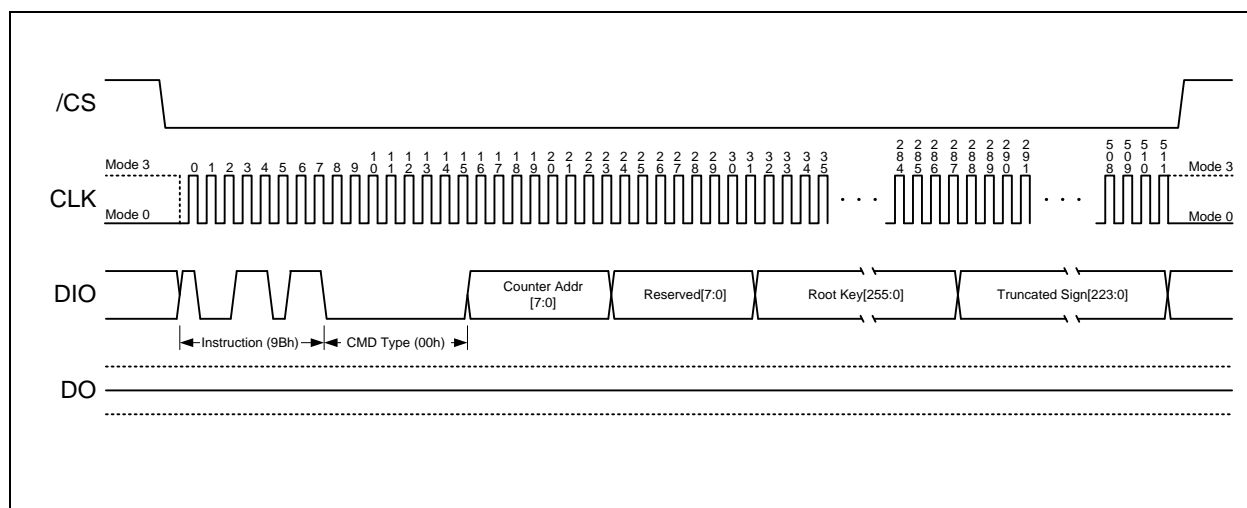 /CS
Mode 3
0 1 2 3 4 5 6 7 8 9 10 11 12 13 14 15 16 17 18 19 20 21 22 23 24 25 26 27 28 29 30 31 32 33 34 35 284 285 286 287 288 289 290 291 508 509 510 511
Mode 3
CLK
. . . . . .
Mode 0
Mode 0
DIO
Counter Addr
[7:0]
Reserved[7:0]
Root Key[255:0]
Truncated Sign[223:0]
Instruction (9Bh)
CMD Type (00h)
DO